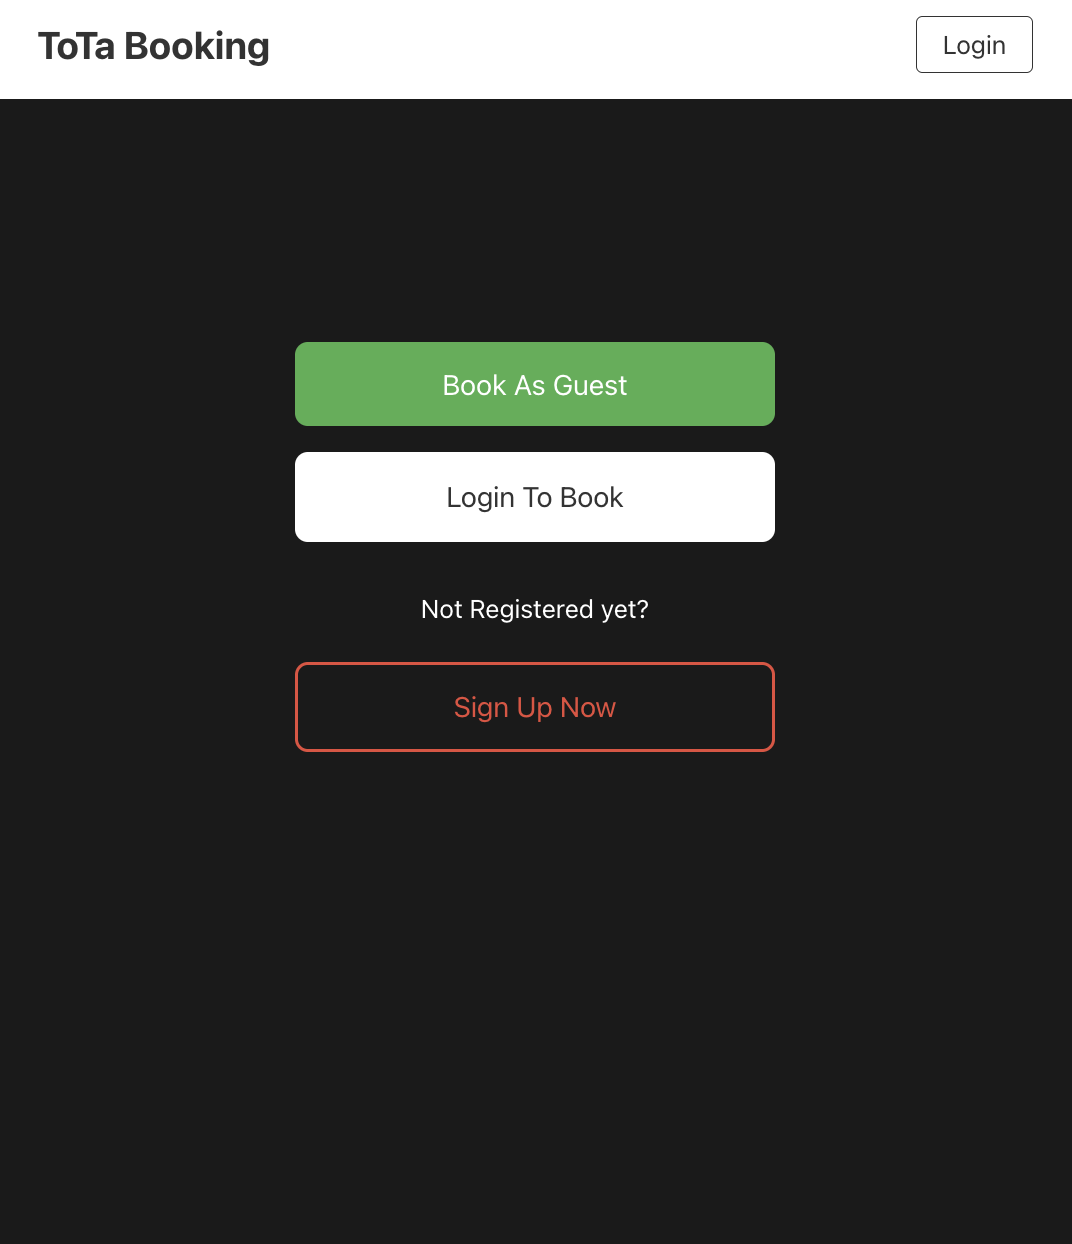 ToTa Booking
Login
Book As Guest
Login To Book
Not Registered yet?
Sign Up Now